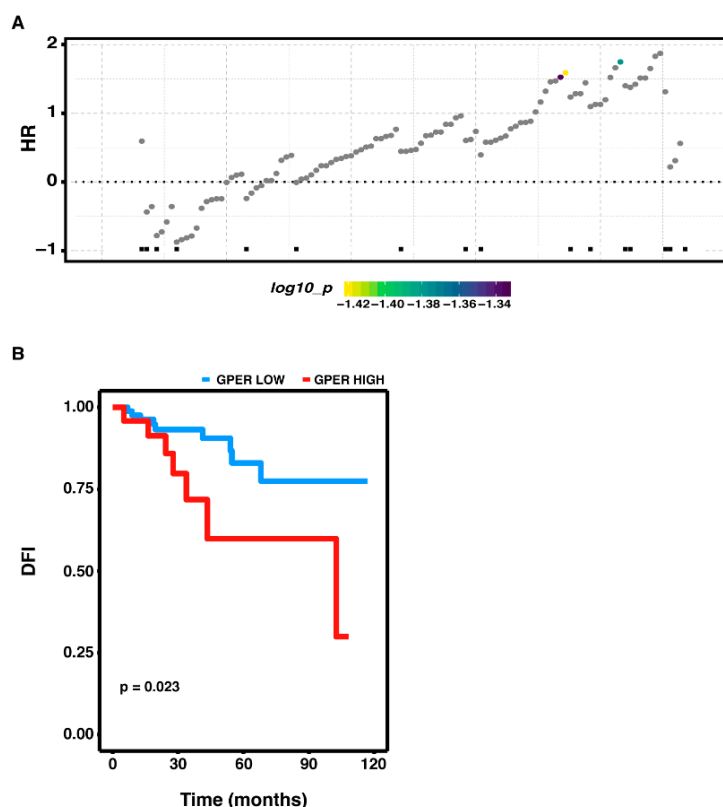 A
HR
2
1
0
−1
log10_p
−1.42 −1.40 −1.38 −1.36 −1.34
B
GPER LOW GPER HIGH
DFI
1.00
0.75
0.50
0.25
0.00
p = 0.023
0 30 60 90 120
Time (months)